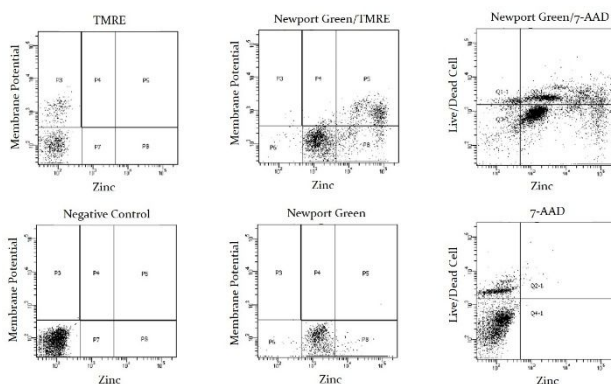 TMRE
Newport Green/TMRE
Newport Green/7-AAD
Membrane Potential
P3
P4
P5
P7
P8
Zinc
Membrane Potential
P3
P4
P5
P6
P8
Zinc
Live/Dead Cell
Q1-1
Zinc
Negative Control
Newport Green
7-AAD
Membrane Potential
P3
P4
P5
P7
P8
Zinc
Membrane Potential
P3
P4
P5
P6
P8
Zinc
Live/Dead Cell
Q2-1
Q4-1
Zinc